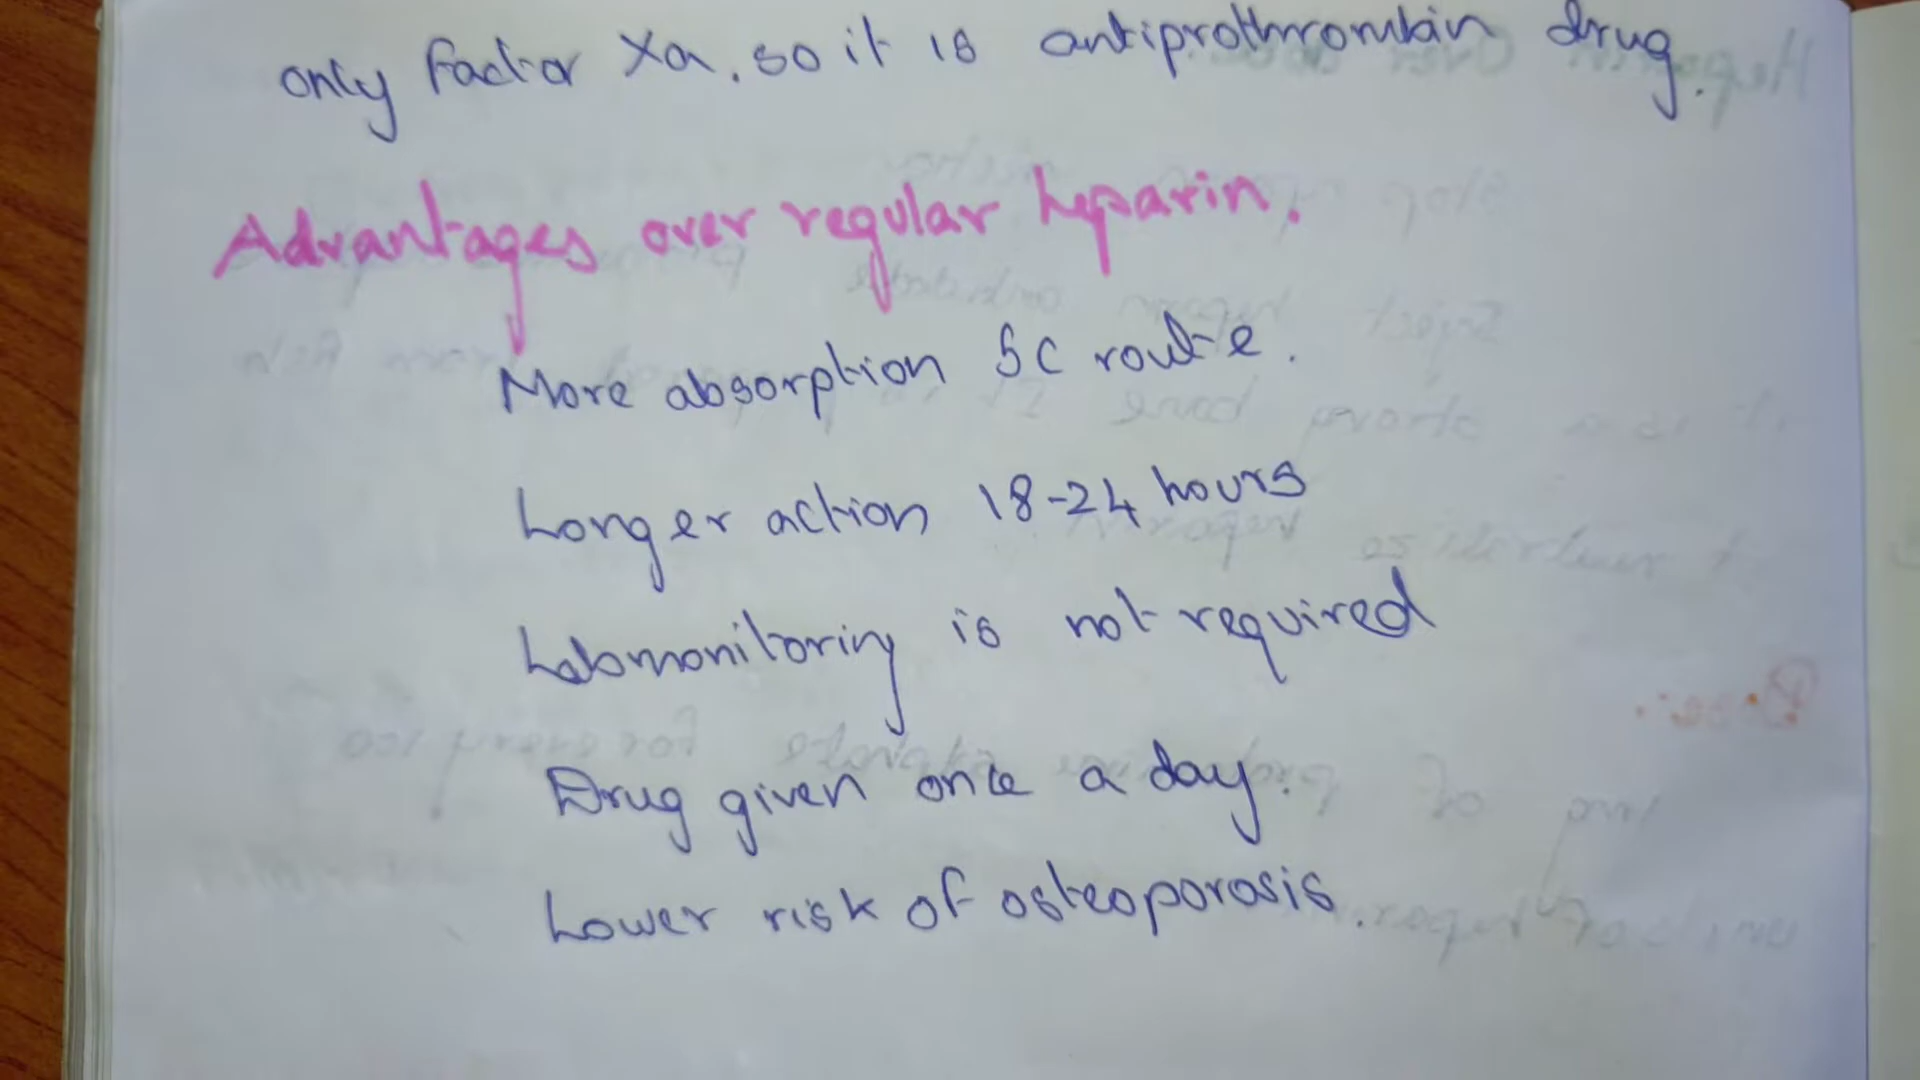 only factor Xa. so it is antiprothrombin drug.
Advantages over regular heparin.
More absorption SC route.
Longer action 18-24 hours
Labmonitoring is not required
Drug given once a day.
Lower risk of osteoporosis.